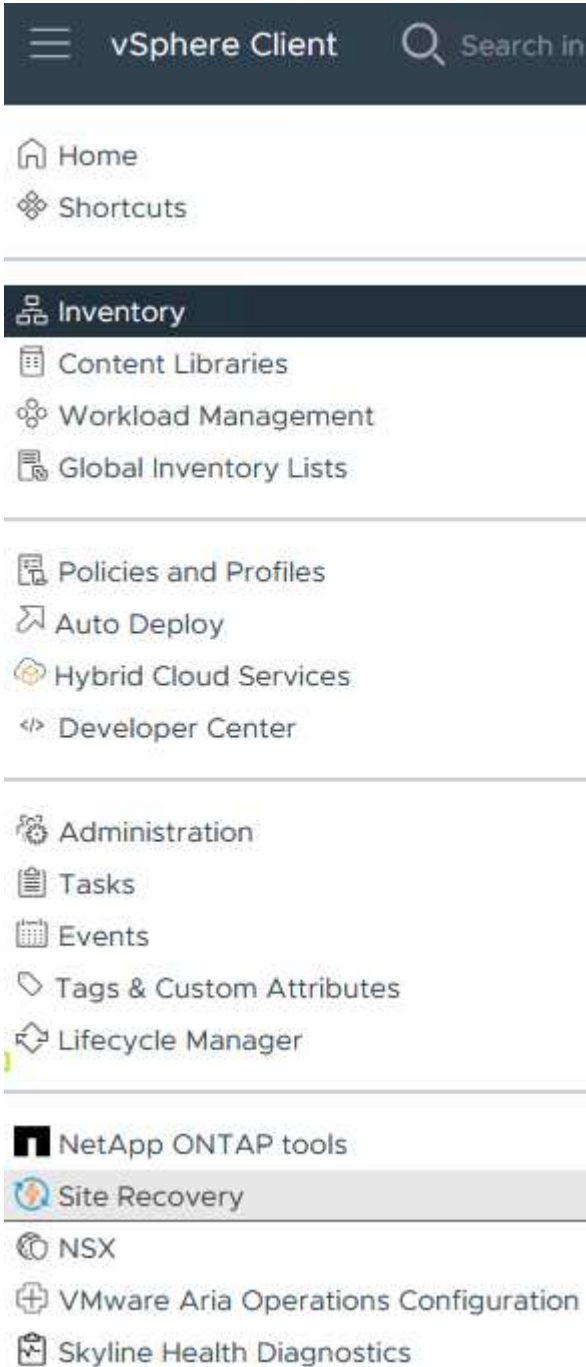 vSphere Client
Search in
Home
Shortcuts
Inventory
Content Libraries
Workload Management
Global Inventory Lists
Policies and Profiles
Auto Deploy
Hybrid Cloud Services
Developer Center
Administration
Tasks
Events
Tags & Custom Attributes
Lifecycle Manager
NetApp ONTAP tools
Site Recovery
NSX
VMware Aria Operations Configuration
Skyline Health Diagnostics